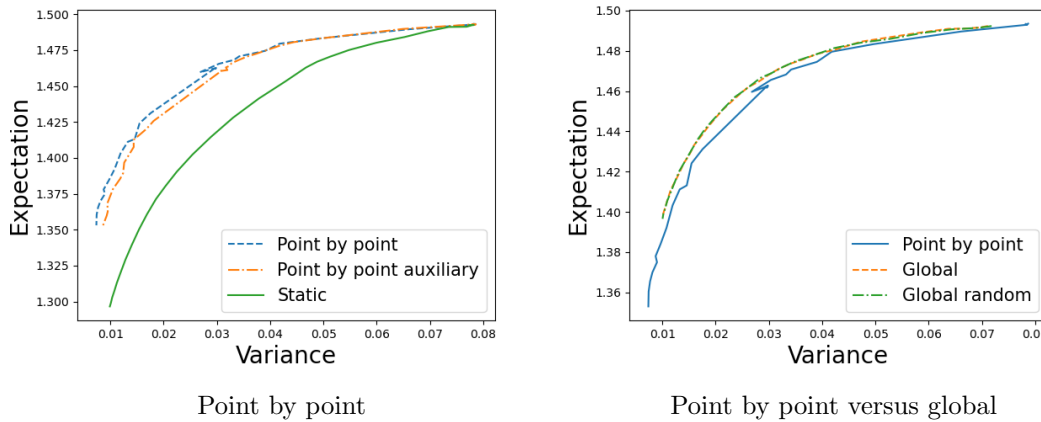 1.500
1.475
1.450
1.425
1.400
1.375
1.350
1.325
1.300
Expectation
0.01 0.02 0.03 0.04 0.05 0.06 0.07 0.08
Variance
Point by point
Point by point auxiliary
Static
Point by point
1.50
1.48
1.46
1.44
1.42
1.40
1.38
1.36
Expectation
0.01 0.02 0.03 0.04 0.05 0.06 0.07 0.0
Variance
Point by point
Global
Global random
Point by point versus global